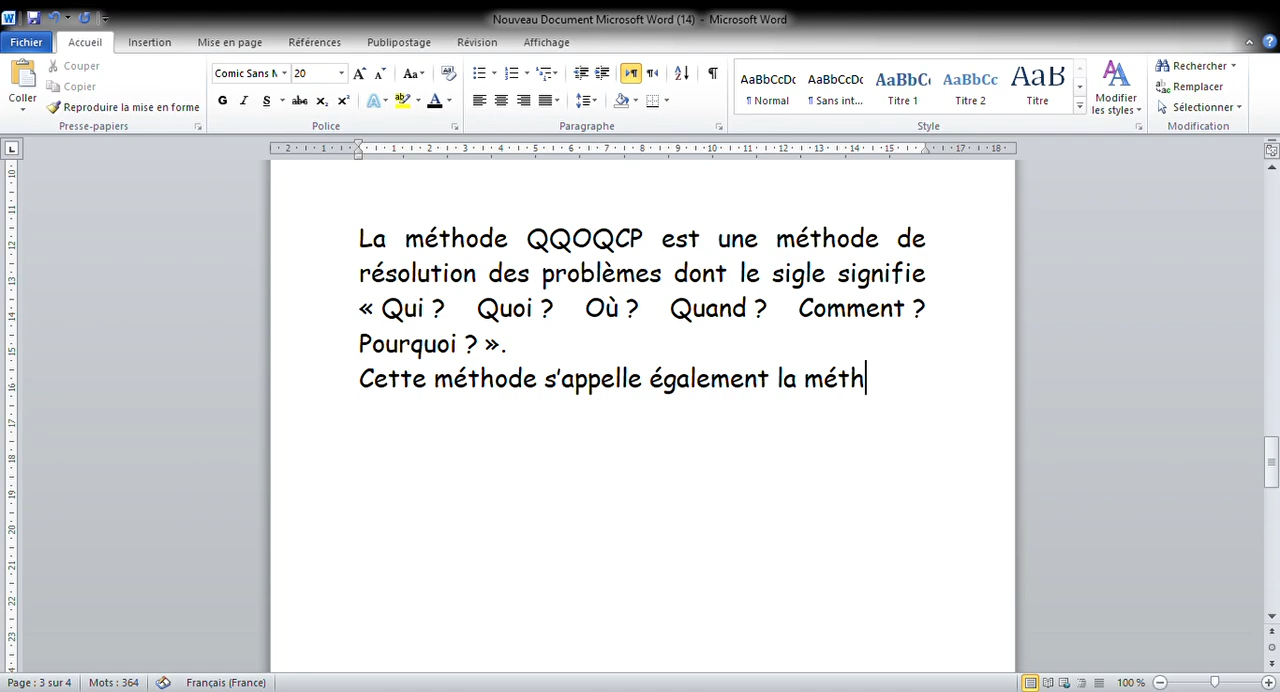 Nouveau Document Microsoft Word (14) - Microsoft Word
Fichier Accueil Insertion Mise en page Références Publipostage Révision Affichage
Coller
Couper
Copier
Reproduire la mise en forme
Presse-papiers
Comic Sans M 20
G I S abc x₂ x²
Police
Paragraphe
AaBbCcDc AaBbCcDc AaBbC AaBbCc AaB
¶ Normal ¶ Sans int... Titre 1 Titre 2 Titre
Modifier
les styles
Style
Rechercher
Remplacer
Sélectionner
Modification
La méthode QQOQCP est une méthode de
résolution des problèmes dont le sigle signifie
« Qui ? Quoi ? Où ? Quand ? Comment ?
Pourquoi ? ».
Cette méthode s'appelle également la méth
Page : 3 sur 4 Mots : 364 Français (France) 100 %